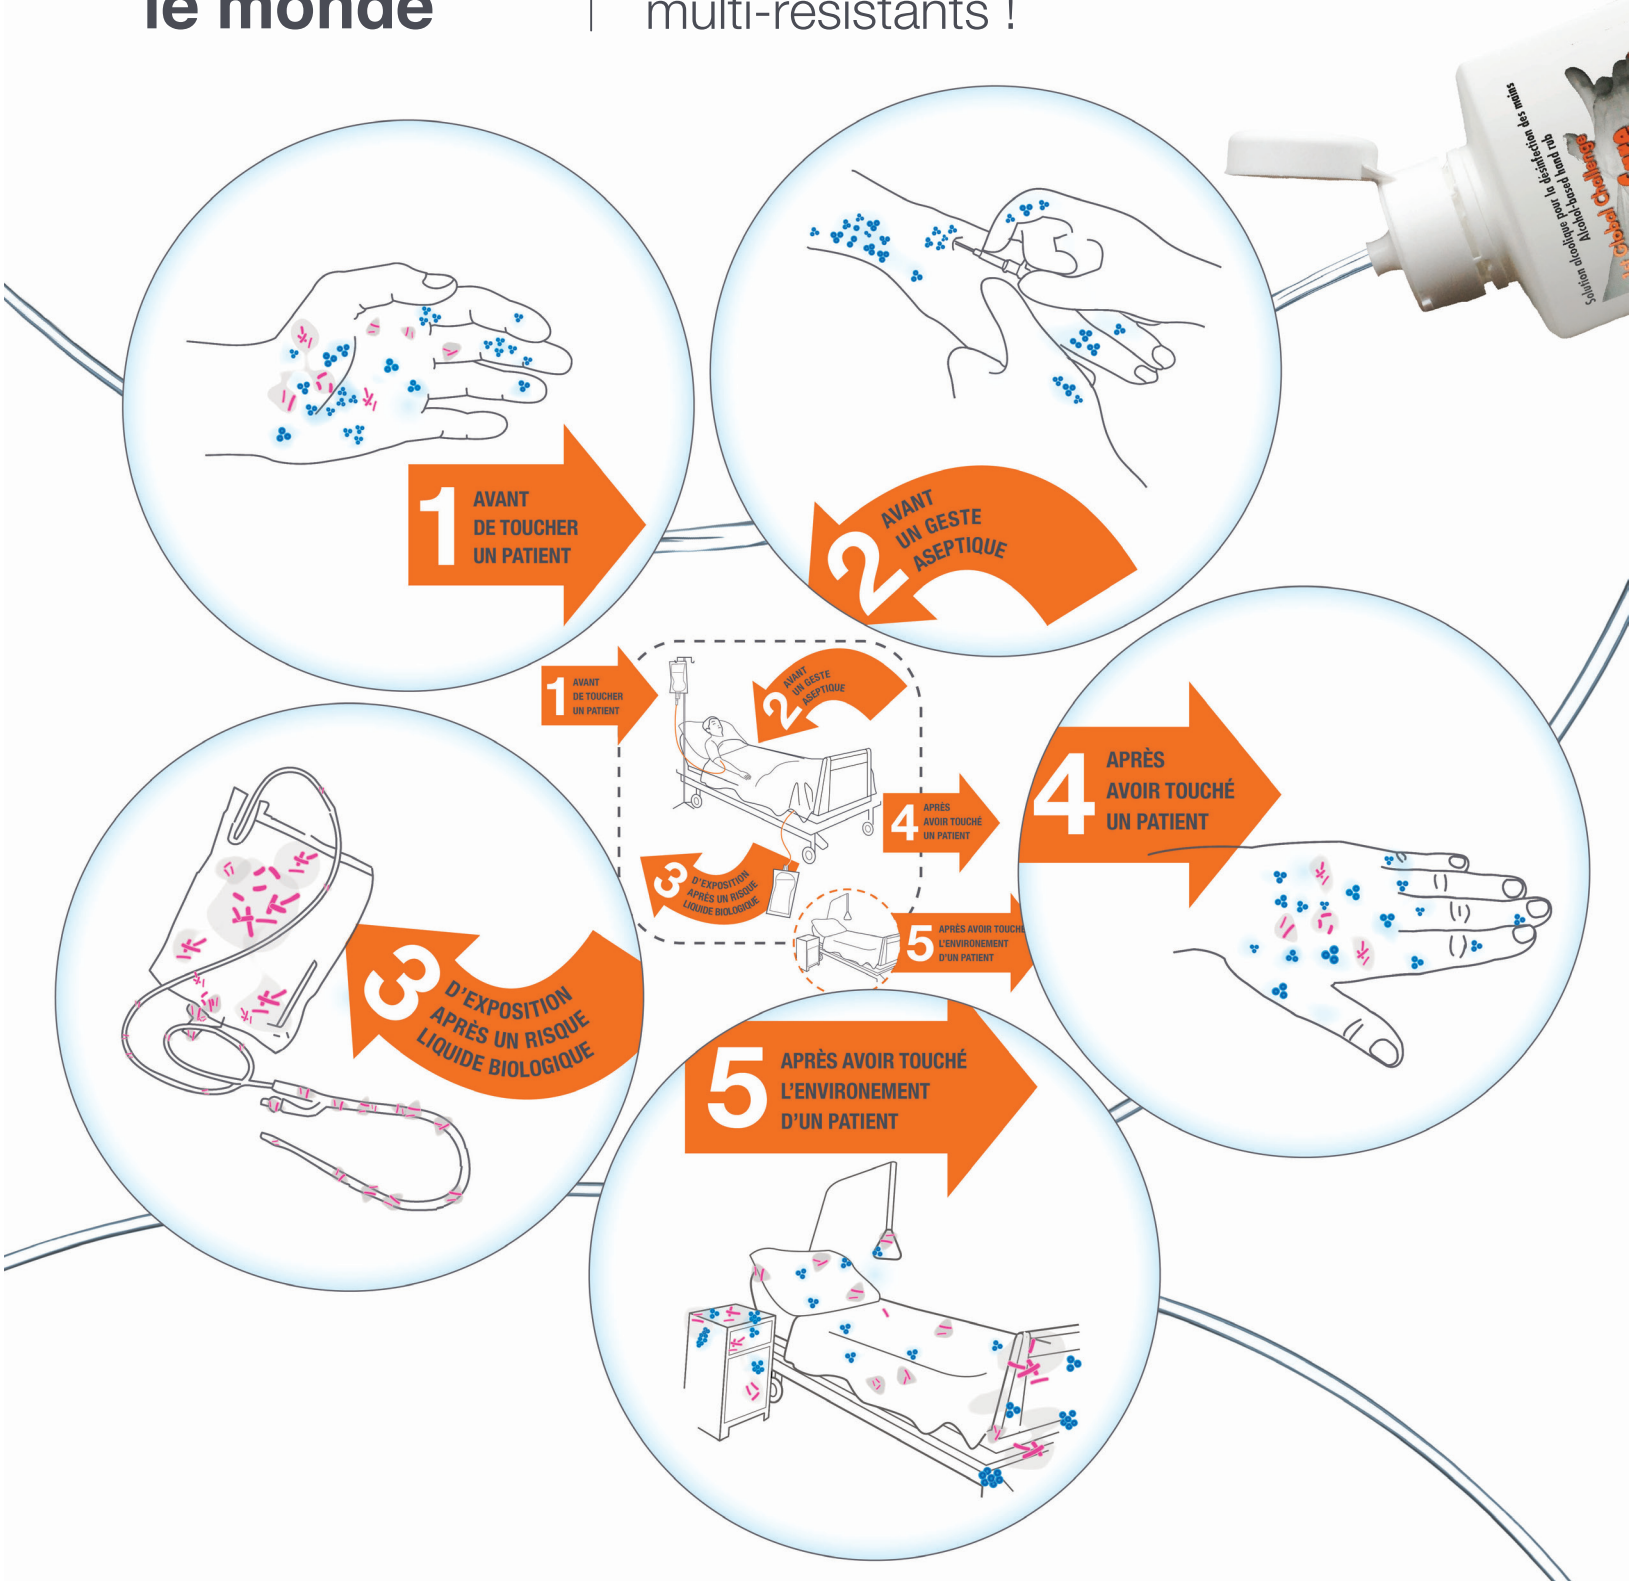 le monde
multi-résistants !
Solution alcoolique pour la désinfection des mains
Alcohol-based hand rub
Global Challenge
1
AVANT
DE TOUCHER
UN PATIENT
2
AVANT
UN GESTE
ASEPTIQUE
1
AVANT
DE TOUCHER
UN PATIENT
2
AVANT
UN GESTE
ASEPTIQUE
4
APRÈS
AVOIR TOUCHÉ
UN PATIENT
3
D'EXPOSITION
APRÈS UN RISQUE
LIQUIDE BIOLOGIQUE
5
APRÈS AVOIR TOUCHÉ
L'ENVIRONEMENT
D'UN PATIENT
4
APRÈS
AVOIR TOUCHÉ
UN PATIENT
3
D'EXPOSITION
APRÈS UN RISQUE
LIQUIDE BIOLOGIQUE
5
APRÈS AVOIR TOUCHÉ
L'ENVIRONEMENT
D'UN PATIENT